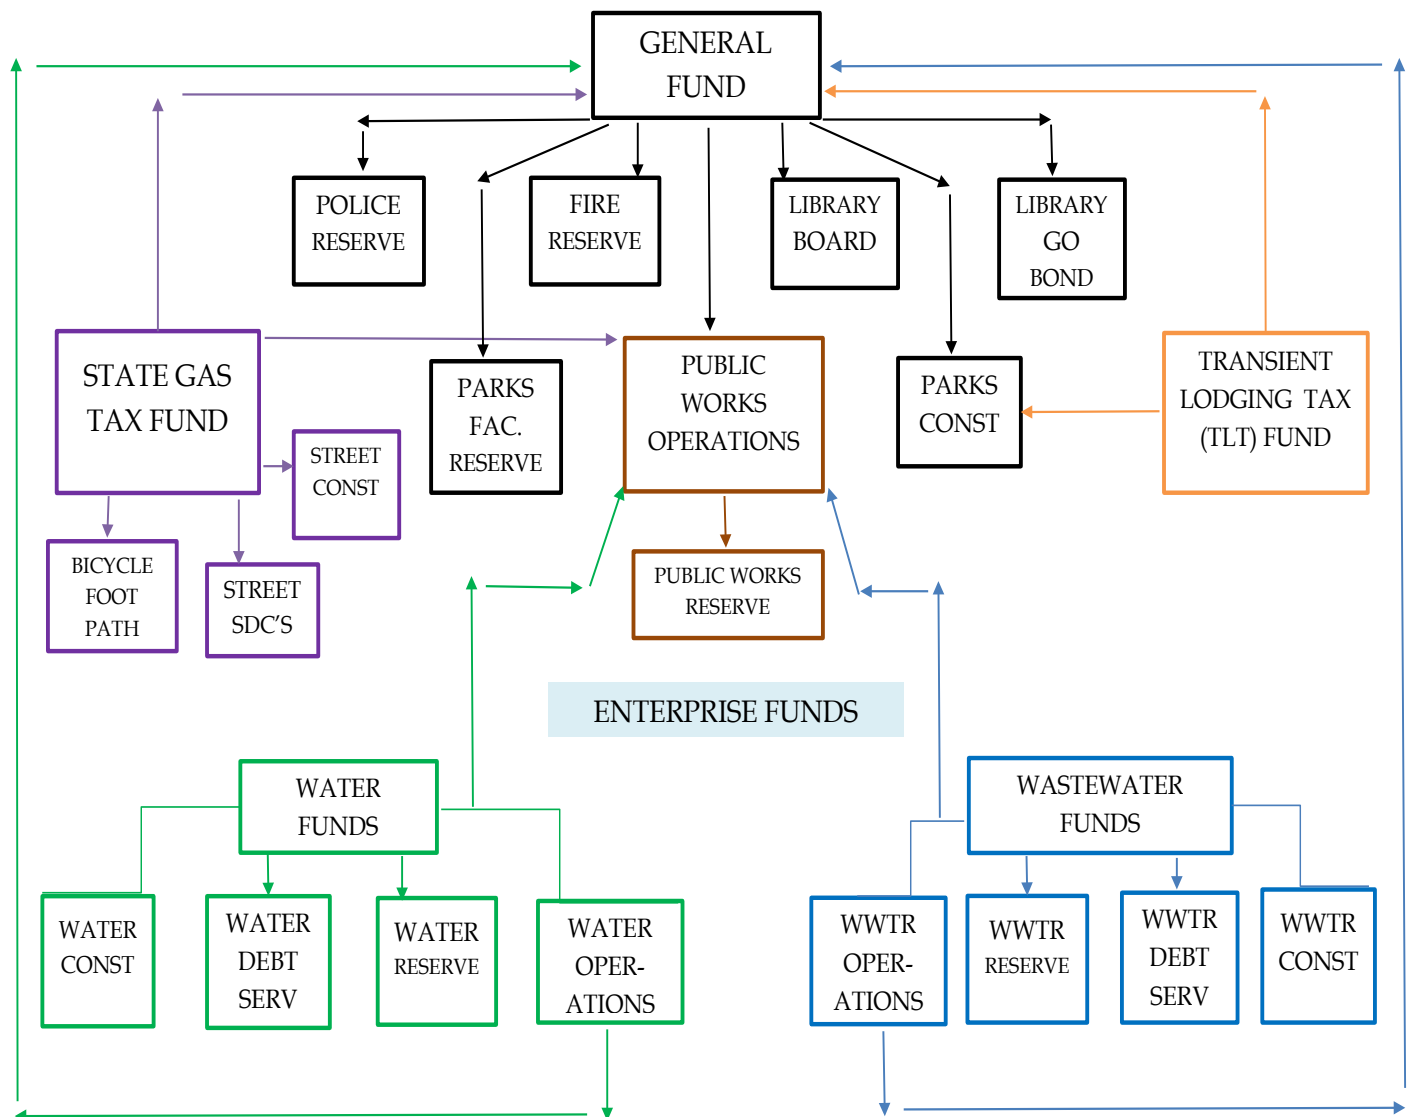 GENERAL
FUND
POLICE
RESERVE
FIRE
RESERVE
LIBRARY
BOARD
LIBRARY
GO
BOND
STATE GAS
TAX FUND
PARKS
FAC.
RESERVE
PUBLIC
WORKS
OPERATIONS
PARKS
CONST
TRANSIENT
LODGING TAX
(TLT) FUND
STREET
CONST
BICYCLE
FOOT
PATH
STREET
SDC’S
PUBLIC WORKS
RESERVE
ENTERPRISE FUNDS
WATER
FUNDS
WASTEWATER
FUNDS
WATER
CONST
WATER
DEBT
SERV
WATER
RESERVE
WATER
OPER-
ATIONS
WWTR
OPER-
ATIONS
WWTR
RESERVE
WWTR
DEBT
SERV
WWTR
CONST